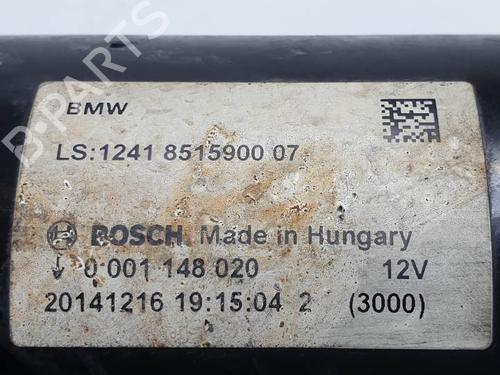 BMW
LS:1241 8515900 07
BOSCH Made in Hungary
0 001 148 020 12V
20141216 19:15:04 2 (3000)
B-PARTS